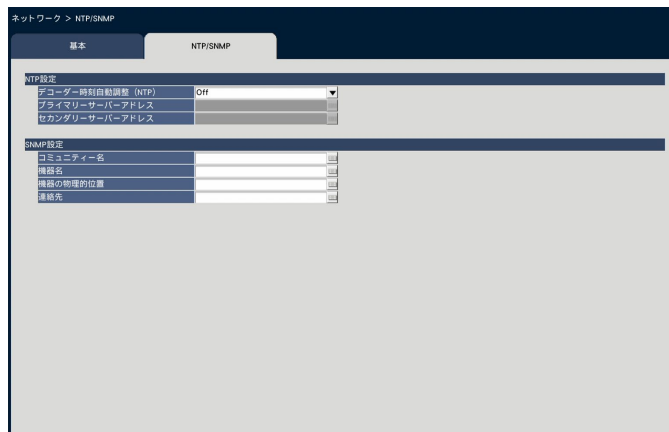 ネットワーク > NTP/SNMP
基本 NTP/SNMP
NTP設定
デコーダー時刻自動調整（NTP） Off
プライマリーサーバーアドレス
セカンダリーサーバーアドレス
SNMP設定
コミュニティー名
機器名
機器の物理的位置
連絡先